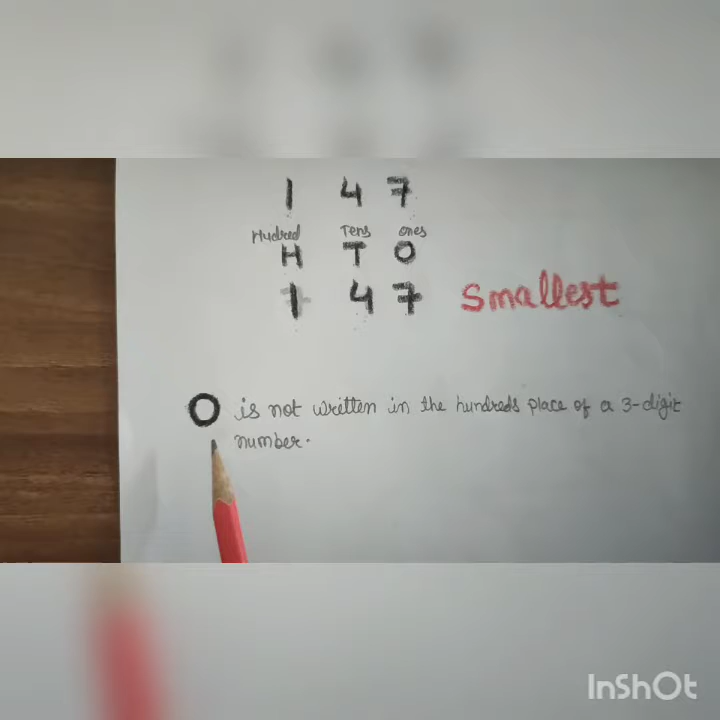 1 4 7
Hudred Tens ones
H T O
1 4 7 Smallest
0 is not written in the hundreds place of a 3-digit
number.
InShOt